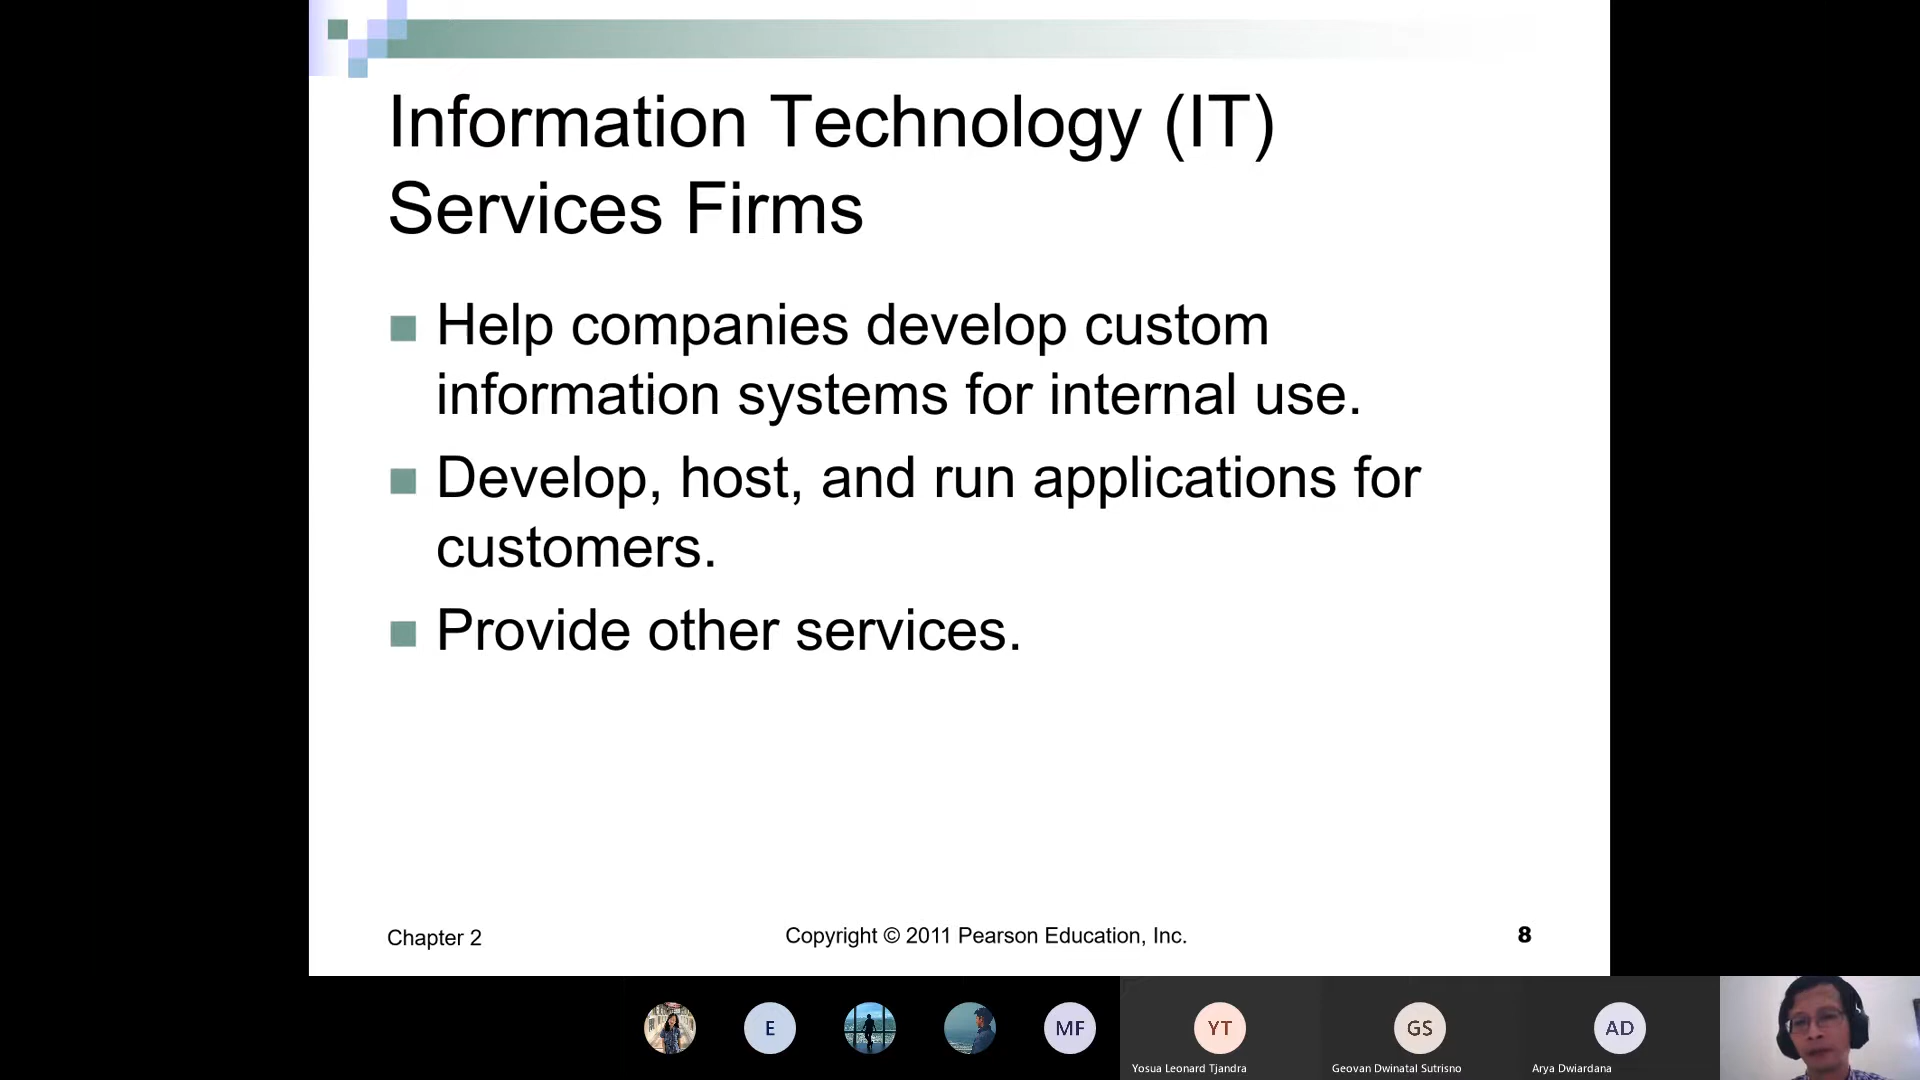 Information Technology (IT)
Services Firms
Help companies develop custom
information systems for internal use.
Develop, host, and run applications for
customers.
Provide other services.
Chapter 2
Copyright © 2011 Pearson Education, Inc.
8
E
MF
YT
GS
AD
Yosua Leonard Tjandra
Geovan Dwinatal Sutrisno
Arya Dwiardana